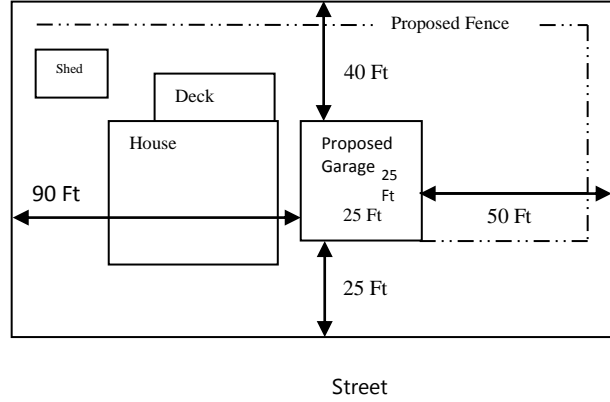 Proposed Fence
Shed
40 Ft
Deck
House
Proposed
Garage
25
Ft
25 Ft
90 Ft
50 Ft
25 Ft
Street